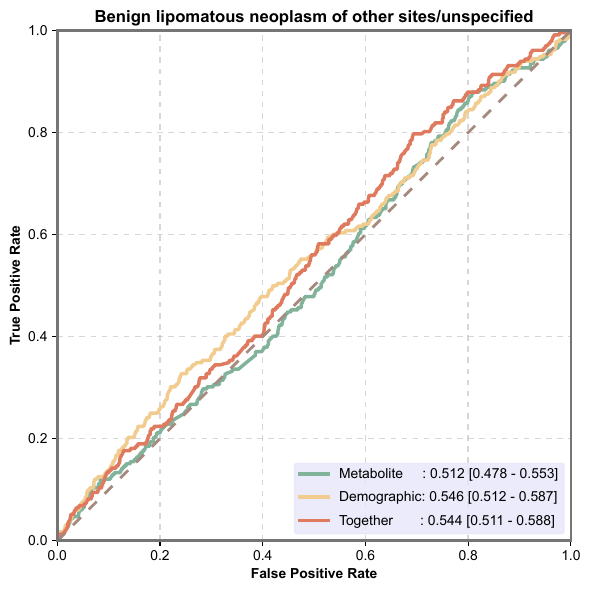 Benign lipomatous neoplasm of other sites/unspecified
True Positive Rate
1.0
0.8
0.6
0.4
0.2
0.0
Metabolite : 0.512 [0.478 - 0.553]
Demographic: 0.546 [0.512 - 0.587]
Together : 0.544 [0.511 - 0.588]
0.0 0.2 0.4 0.6 0.8 1.0
False Positive Rate